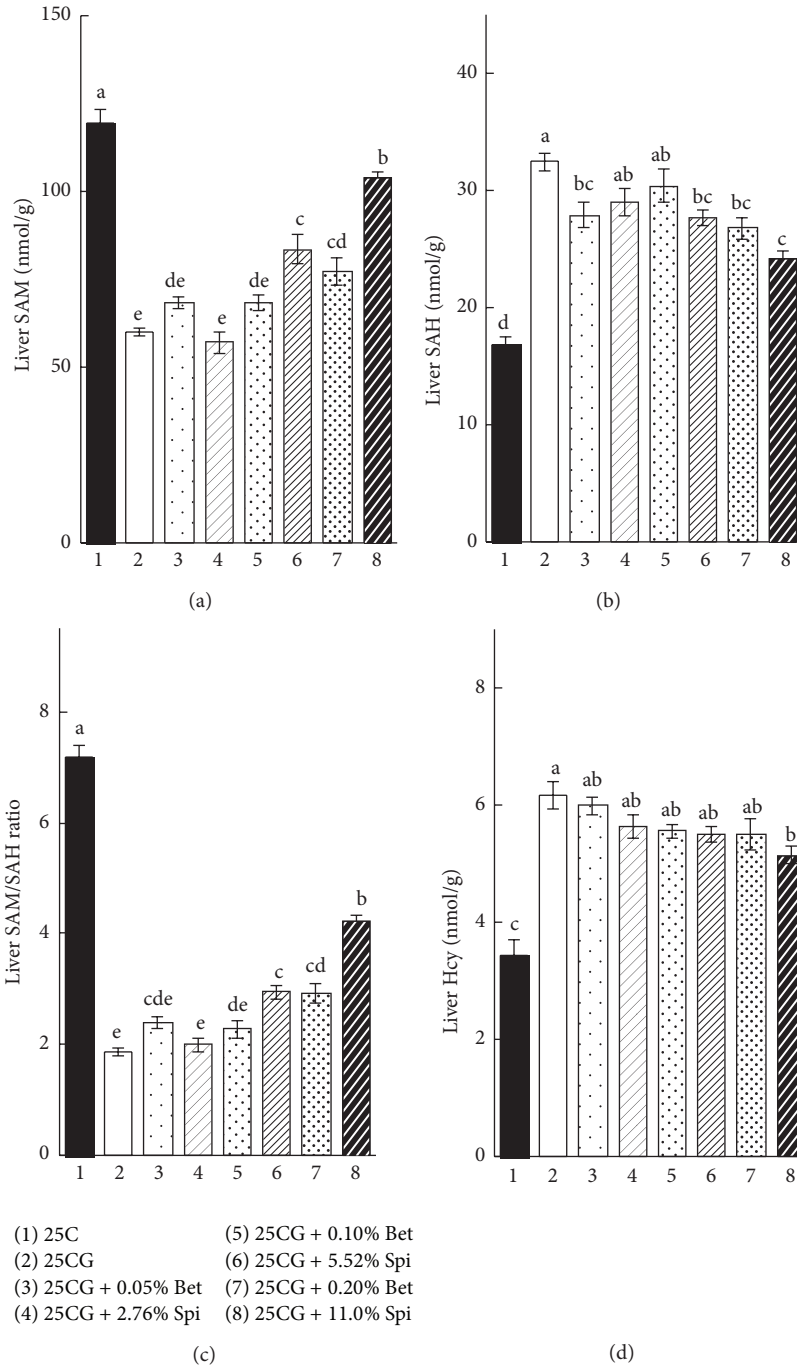 150
100
50
0
Liver SAM (nmol/g)
a
e
de
e
de
c
cd
b
1 2 3 4 5 6 7 8
(a)
40
30
20
10
0
Liver SAH (nmol/g)
d
a
bc
ab
ab
bc
bc
c
1 2 3 4 5 6 7 8
(b)
8
6
4
2
0
Liver SAM/SAH ratio
a
e
cde
e
de
c
cd
b
1 2 3 4 5 6 7 8
(1) 25C
(2) 25CG
(3) 25CG + 0.05% Bet
(4) 25CG + 2.76% Spi
(5) 25CG + 0.10% Bet
(6) 25CG + 5.52% Spi
(7) 25CG + 0.20% Bet
(8) 25CG + 11.0% Spi
(c)
8
6
4
2
0
Liver Hcy (nmol/g)
c
a
ab
ab
ab
ab
ab
b
1 2 3 4 5 6 7 8
(d)